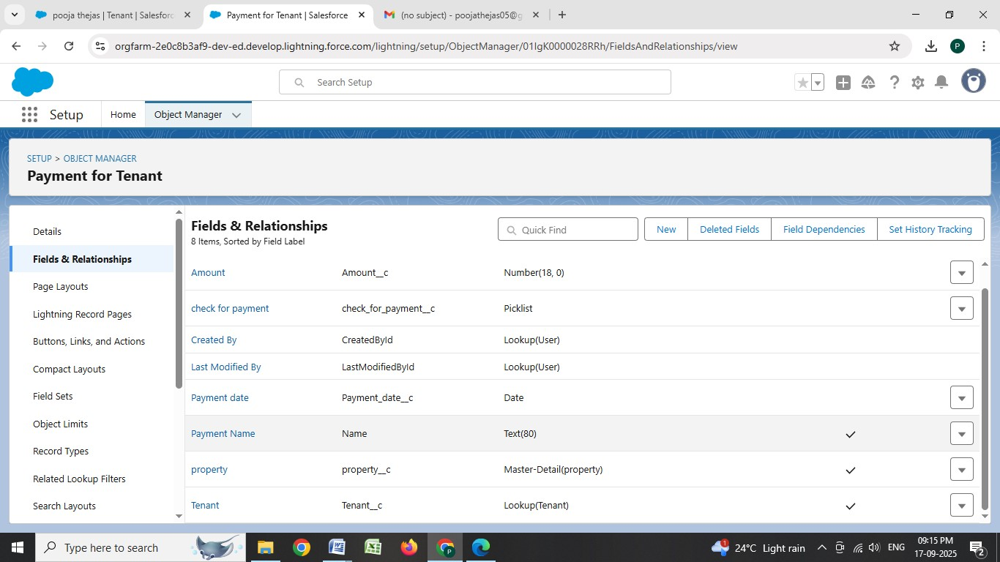 pooja thejas | Tenant | Salesforc
Payment for Tenant | Salesforce
(no subject) - poojathejas05@g
orgfarm-2e0c8b3af9-dev-ed.develop.lightning.force.com/lightning/setup/ObjectManager/01IgK0000028RRh/FieldsAndRelationships/view
P
Search Setup
Setup
Home
Object Manager
SETUP > OBJECT MANAGER
Payment for Tenant
Details
Fields & Relationships
Page Layouts
Lightning Record Pages
Buttons, Links, and Actions
Compact Layouts
Field Sets
Object Limits
Record Types
Related Lookup Filters
Search Layouts
Fields & Relationships
8 Items, Sorted by Field Label
Quick Find
New
Deleted Fields
Field Dependencies
Set History Tracking
Amount Amount__c Number(18, 0)
check for payment check_for_payment__c Picklist
Created By CreatedById Lookup(User)
Last Modified By LastModifiedById Lookup(User)
Payment date Payment_date__c Date
Payment Name Name Text(80)
property property__c Master-Detail(property)
Tenant Tenant__c Lookup(Tenant)
Type here to search
1
24°C Light rain
ENG
09:15 PM
17-09-2025
2